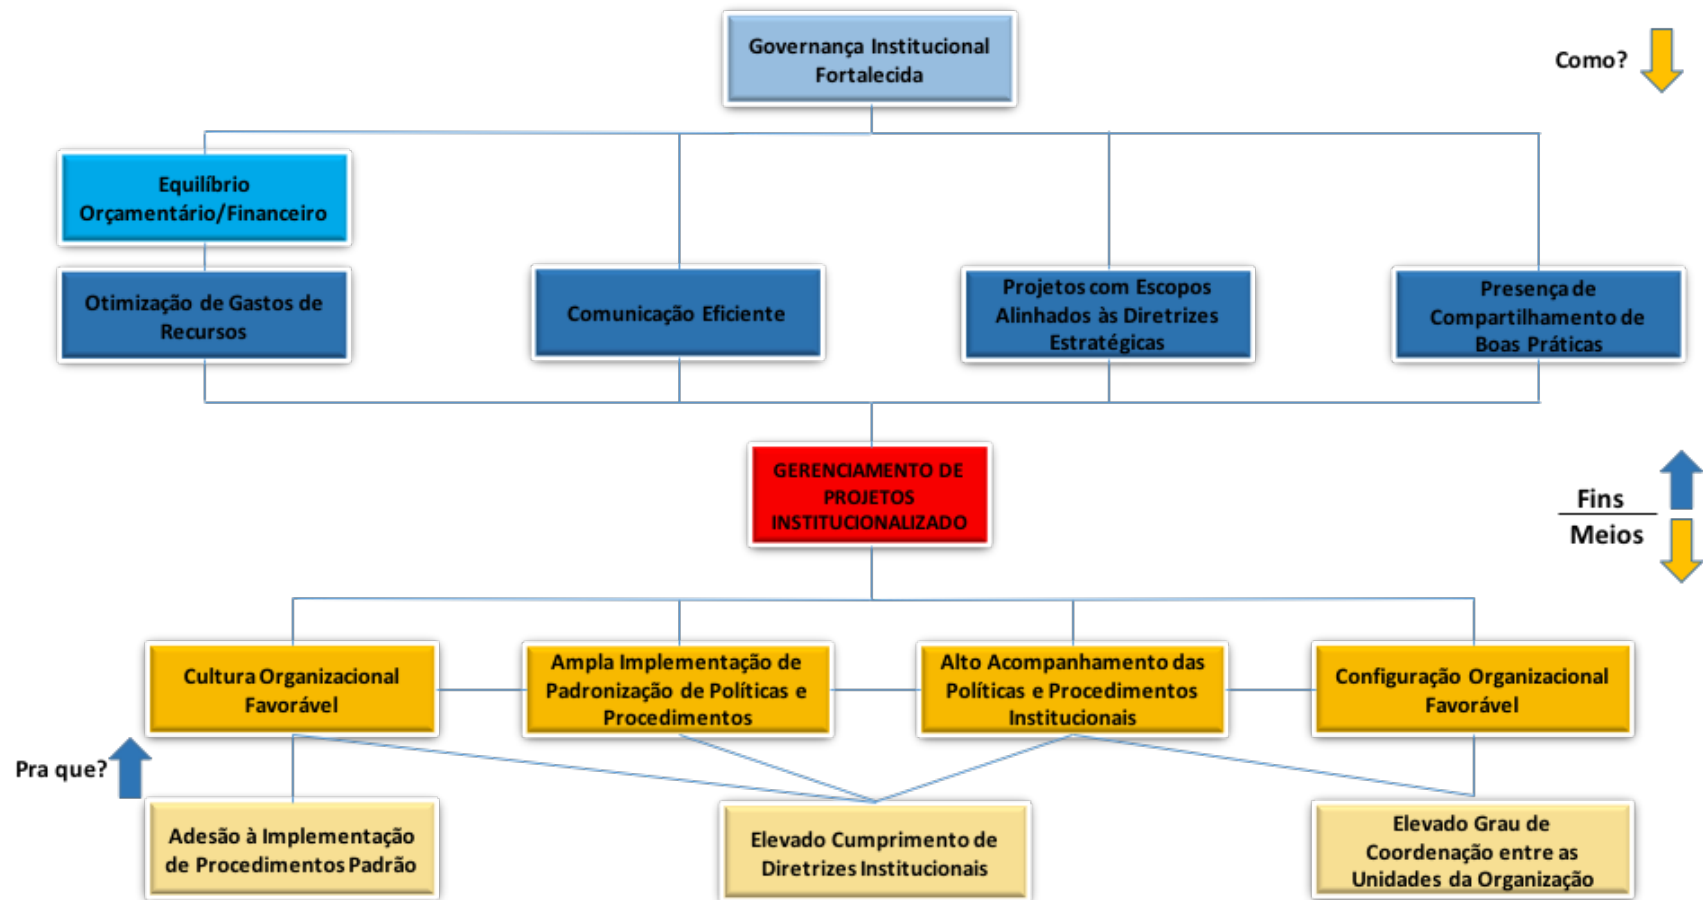 Governança Institucional
Fortalecida
Como?
Equilíbrio
Orçamentário/Financeiro
Otimização de Gastos de
Recursos
Comunicação Eficiente
Projetos com Escopos
Alinhados às Diretrizes
Estratégicas
Presença de
Compartilhamento de
Boas Práticas
GERENCIAMENTO DE
PROJETOS
INSTITUCIONALIZADO
Fins
Meios
Cultura Organizacional
Favorável
Ampla Implementação de
Padronização de Políticas e
Procedimentos
Alto Acompanhamento das
Políticas e Procedimentos
Institucionais
Configuração Organizacional
Favorável
Pra que?
Adesão à Implementação
de Procedimentos Padrão
Elevado Cumprimento de
Diretrizes Institucionais
Elevado Grau de
Coordenação entre as
Unidades da Organização